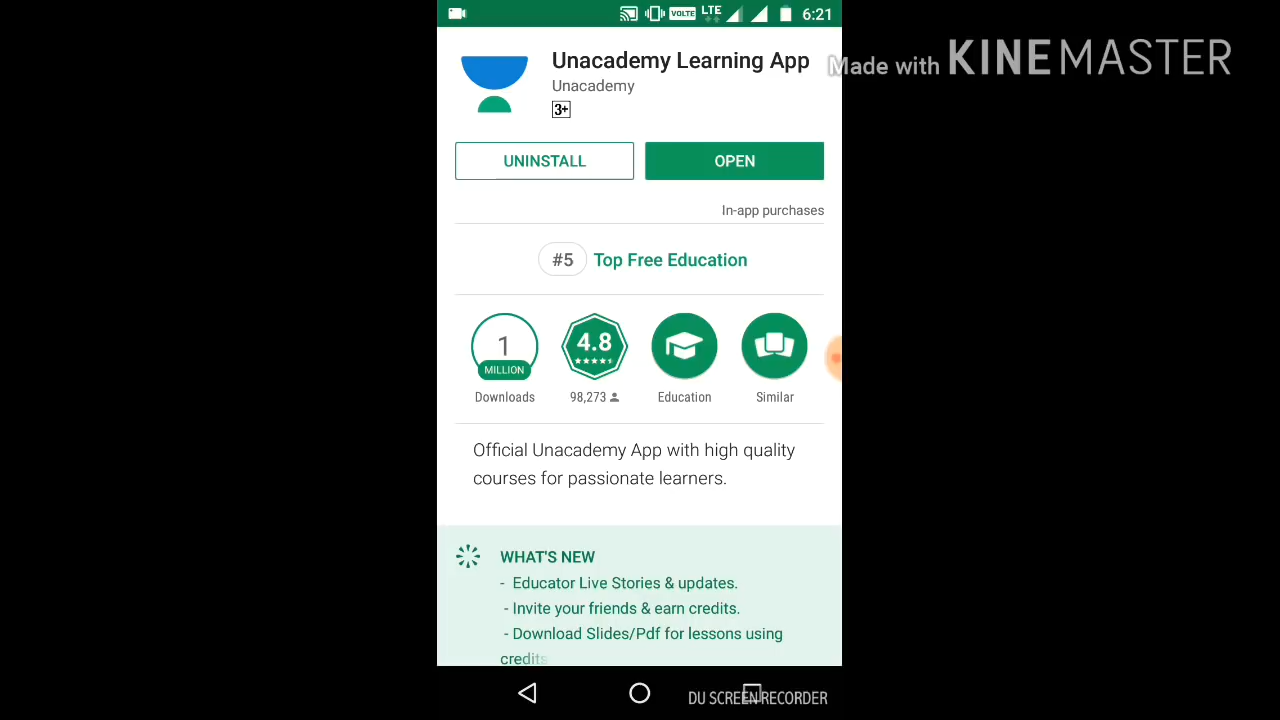 VOLTE LTE 6:21
Unacademy Learning App
Made with KINEMASTER
Unacademy
3+
UNINSTALL OPEN
In-app purchases
#5 Top Free Education
1 MILLION 4.8
Downloads 98,273 Education Similar
Official Unacademy App with high quality
courses for passionate learners.
WHAT'S NEW
- Educator Live Stories & updates.
- Invite your friends & earn credits.
- Download Slides/Pdf for lessons using
credits
DU SCREEN RECORDER